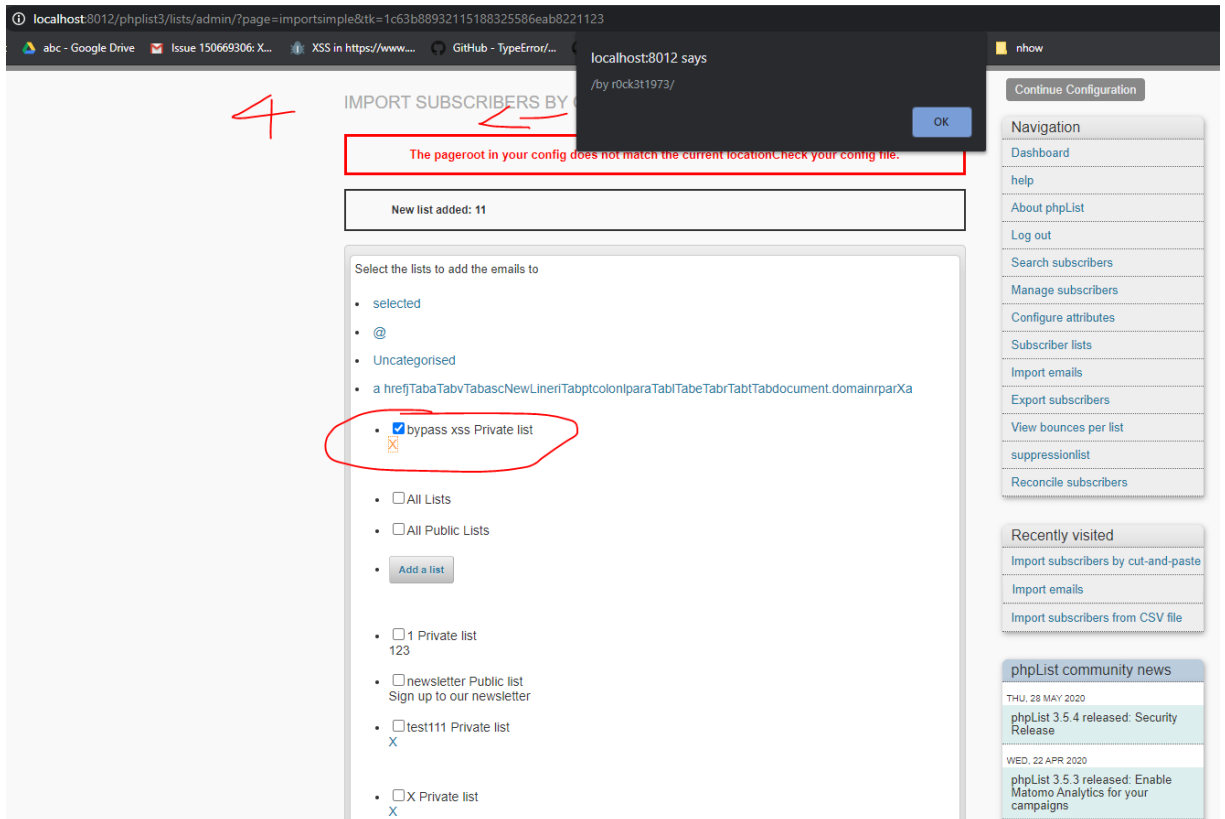 localhost:8012/phplist3/lists/admin/?page=importsimple&tk=1c63b88932115188325586eab8221123
abc - Google Drive
Issue 150669306: X...
XSS in https://www....
GitHub - TypeError/...
nhow
localhost:8012 says
/by r0ck3t1973/
OK
4
IMPORT SUBSCRIBERS BY
The pageroot in your config does not match the current locationCheck your config file.
New list added: 11
Select the lists to add the emails to
selected
@
Uncategorised
a hrefjTabaTabvTabascNewLineriTabptcolonlparaTablTabeTabrTabtTabdocument.domainrparXa
bypass xss Private list
X
All Lists
All Public Lists
Add a list
1 Private list
123
newsletter Public list
Sign up to our newsletter
test111 Private list
X
X Private list
X
Continue Configuration
Navigation
Dashboard
help
About phpList
Log out
Search subscribers
Manage subscribers
Configure attributes
Subscriber lists
Import emails
Export subscribers
View bounces per list
suppressionlist
Reconcile subscribers
Recently visited
Import subscribers by cut-and-paste
Import emails
Import subscribers from CSV file
phpList community news
THU, 28 MAY 2020
phpList 3.5.4 released: Security
Release
WED, 22 APR 2020
phpList 3.5.3 released: Enable
Matomo Analytics for your
campaigns